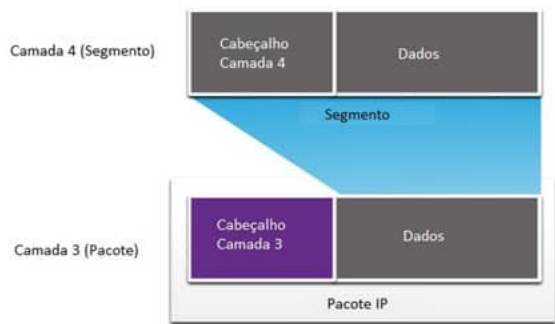 Camada 4 (Segmento)
Cabeçalho
Camada 4
Dados
Segmento
Camada 3 (Pacote)
Cabeçalho
Camada 3
Dados
Pacote IP